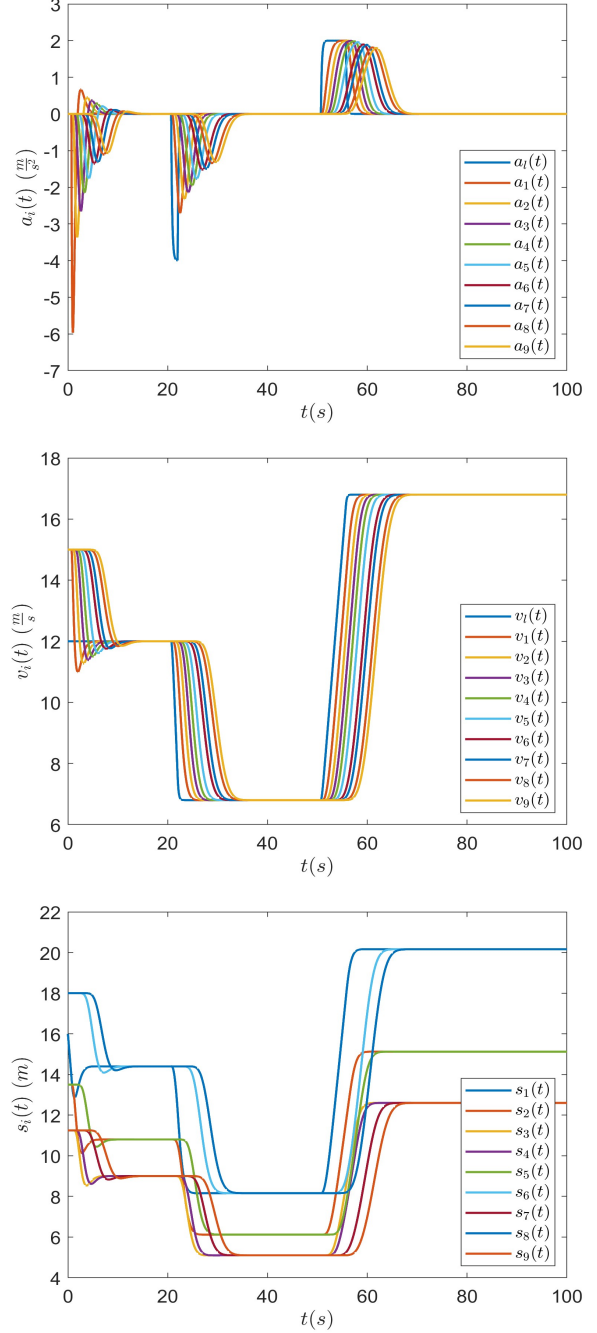 3
2
1
0
-1
-2
-3
-4
-5
-6
-7
a_i(t) (m/s²)
0 20 40 60 80 100
t(s)
a_l(t)
a_1(t)
a_2(t)
a_3(t)
a_4(t)
a_5(t)
a_6(t)
a_7(t)
a_8(t)
a_9(t)
18
16
14
12
10
8
6
v_i(t) (m/s)
0 20 40 60 80 100
t(s)
v_l(t)
v_1(t)
v_2(t)
v_3(t)
v_4(t)
v_5(t)
v_6(t)
v_7(t)
v_8(t)
v_9(t)
22
20
18
16
14
12
10
8
6
4
s_i(t) (m)
0 20 40 60 80 100
t(s)
s_1(t)
s_2(t)
s_3(t)
s_4(t)
s_5(t)
s_6(t)
s_7(t)
s_8(t)
s_9(t)